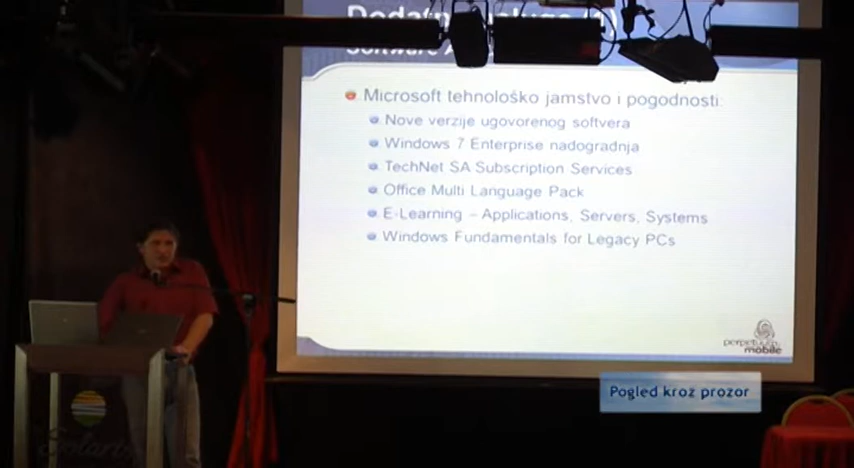 Microsoft tehnološko jamstvo i pogodnosti:
Nove verzije ugovorenog softvera
Windows 7 Enterprise nadogradnja
TechNet SA Subscription Services
Office Multi Language Pack
E-Learning – Applications, Servers, Systems
Windows Fundamentals for Legacy PCs
perpetuum
mobile
Pogled kroz prozor
Solaris